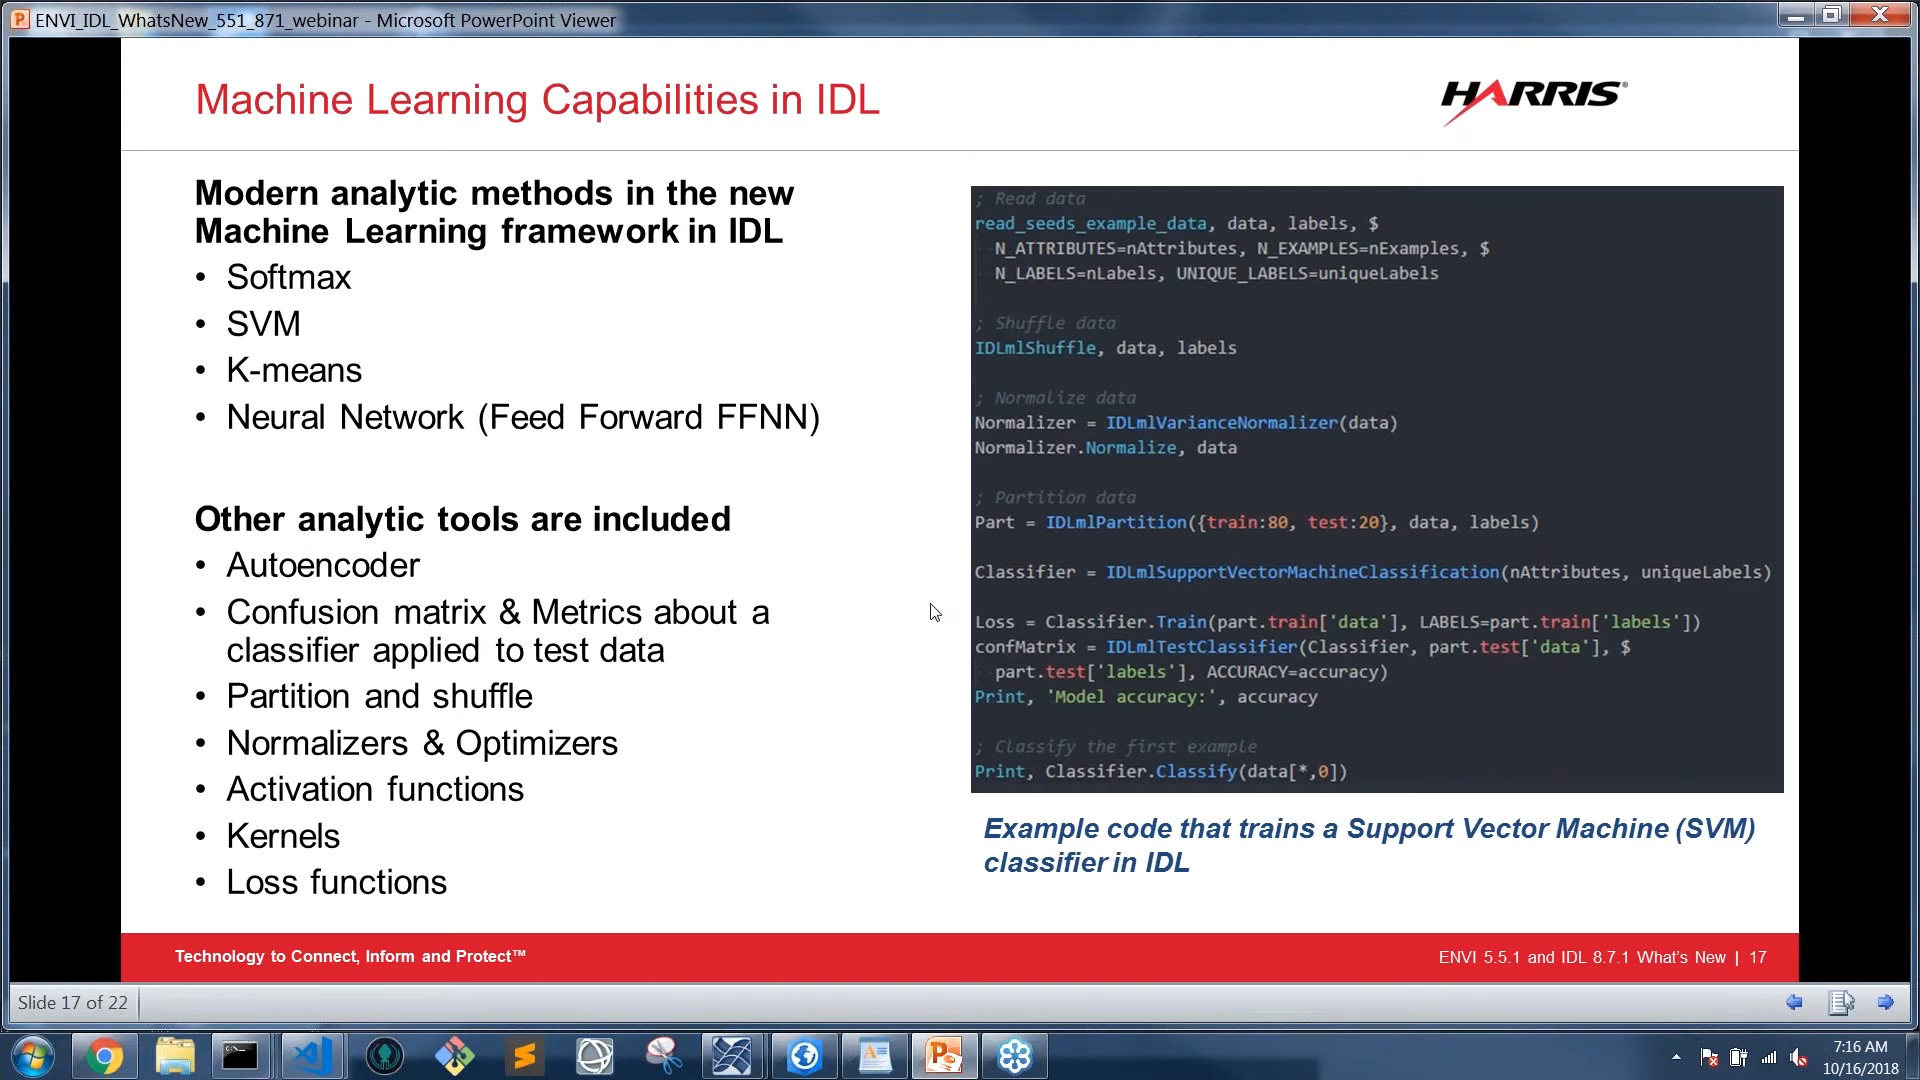 ENVI_IDL_WhatsNew_551_871_webinar - Microsoft PowerPoint Viewer
Machine Learning Capabilities in IDL
HARRIS®
Modern analytic methods in the new
Machine Learning framework in IDL
• Softmax
• SVM
• K-means
• Neural Network (Feed Forward FFNN)
Other analytic tools are included
• Autoencoder
• Confusion matrix & Metrics about a
classifier applied to test data
• Partition and shuffle
• Normalizers & Optimizers
• Activation functions
• Kernels
• Loss functions
; Read data
read_seeds_example_data, data, labels, $
N_ATTRIBUTES=nAttributes, N_EXAMPLES=nExamples, $
N_LABELS=nLabels, UNIQUE_LABELS=uniqueLabels
; Shuffle data
IDLmlShuffle, data, labels
; Normalize data
Normalizer = IDLmlVarianceNormalizer(data)
Normalizer.Normalize, data
; Partition data
Part = IDLmlPartition({train:80, test:20}, data, labels)
Classifier = IDLmlSupportVectorMachineClassification(nAttributes, uniqueLabels)
Loss = Classifier.Train(part.train['data'], LABELS=part.train['labels'])
confMatrix = IDLmlTestClassifier(Classifier, part.test['data'], $
part.test['labels'], ACCURACY=accuracy)
Print, 'Model accuracy:', accuracy
; Classify the first example
Print, Classifier.Classify(data[*,0])
Example code that trains a Support Vector Machine (SVM)
classifier in IDL
Technology to Connect, Inform and Protect™
ENVI 5.5.1 and IDL 8.7.1 What's New | 17
Slide 17 of 22
7:16 AM
10/16/2018